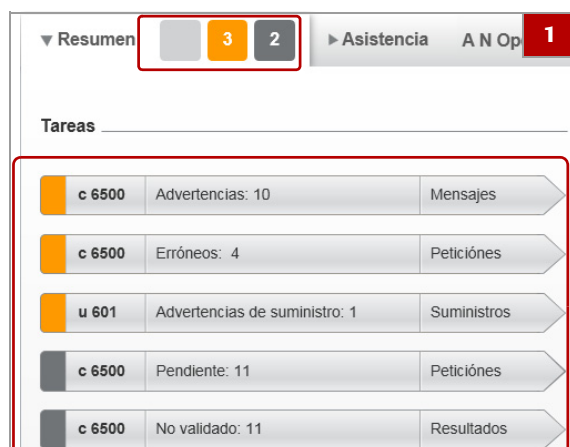 Resumen 3 2 Asistencia A N Op 1
Tareas
c 6500 Advertencias: 10 Mensajes
c 6500 Erróneos: 4 Peticiónes
u 601 Advertencias de suministro: 1 Suministros
c 6500 Pendiente: 11 Peticiónes
c 6500 No validado: 11 Resultados